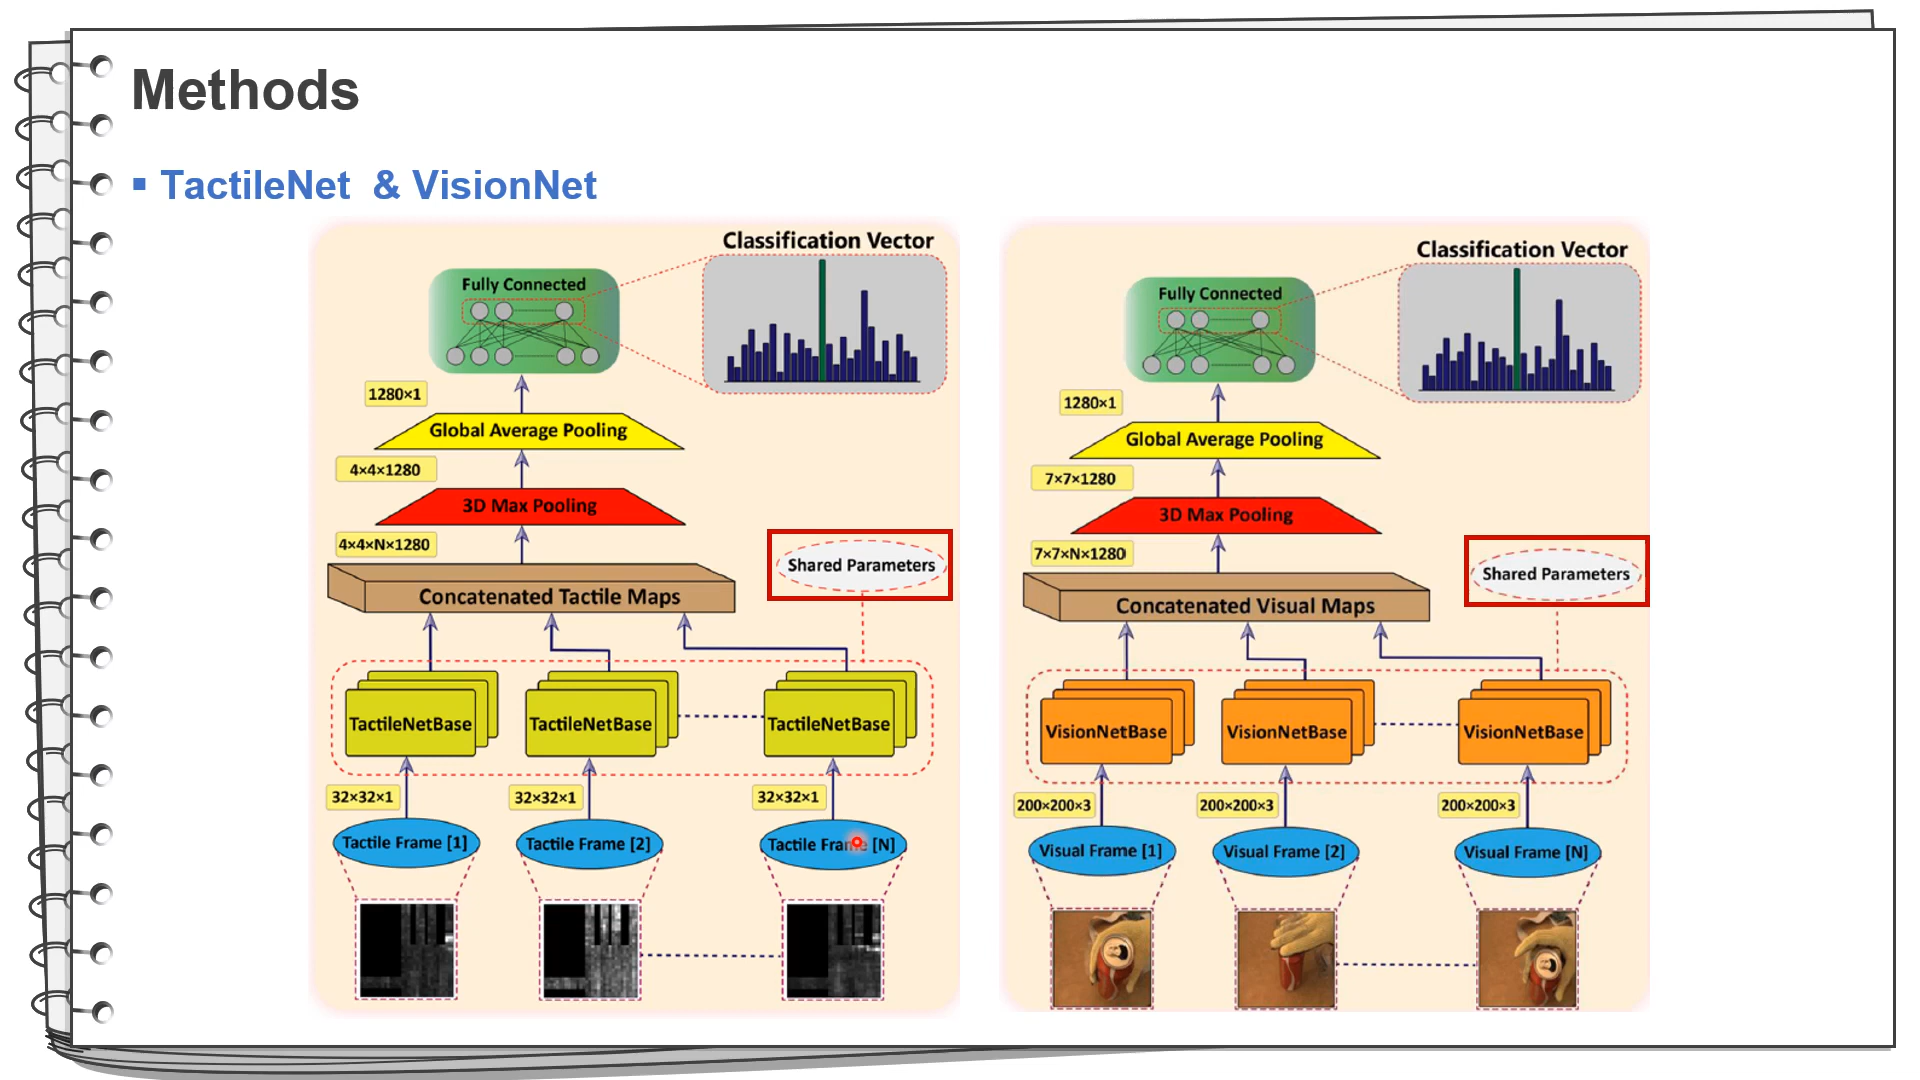 Methods
▪ TactileNet & VisionNet
Classification Vector
Fully Connected
1280×1
Global Average Pooling
4×4×1280
3D Max Pooling
4×4×N×1280
Shared Parameters
Concatenated Tactile Maps
TactileNetBase
TactileNetBase
TactileNetBase
32×32×1
32×32×1
32×32×1
Tactile Frame [1]
Tactile Frame [2]
Tactile Frame [N]
Classification Vector
Fully Connected
1280×1
Global Average Pooling
7×7×1280
3D Max Pooling
7×7×N×1280
Shared Parameters
Concatenated Visual Maps
VisionNetBase
VisionNetBase
VisionNetBase
200×200×3
200×200×3
200×200×3
Visual Frame [1]
Visual Frame [2]
Visual Frame [N]